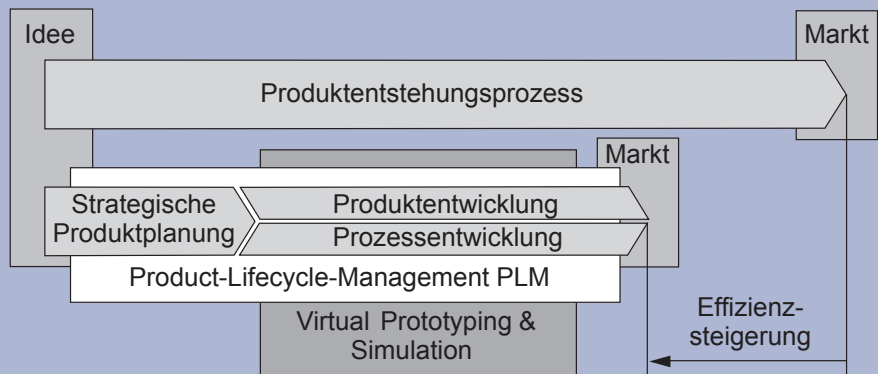 Idee
Markt
Produktentstehungsprozess
Markt
Strategische
Produktplanung
Produktentwicklung
Prozessentwicklung
Product-Lifecycle-Management PLM
Virtual Prototyping &
Simulation
Effizienz-
steigerung